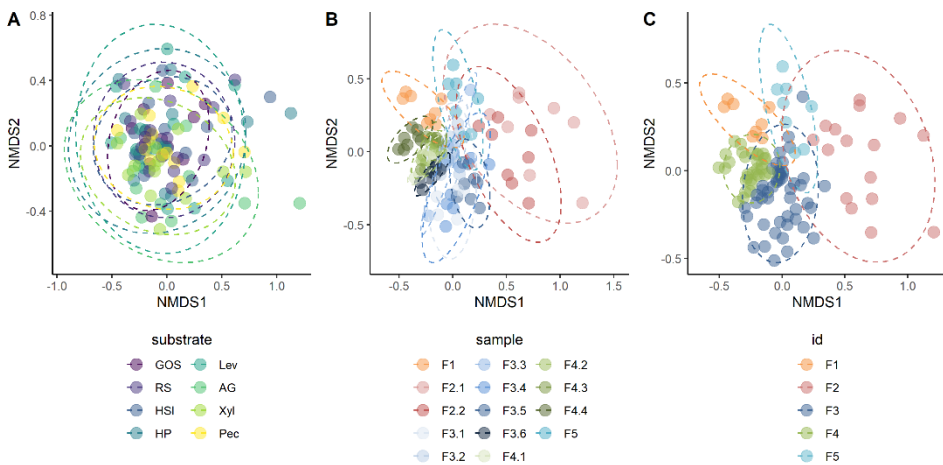 A
0.8
0.4
0.0
-0.4
NMDS2
-1.0 -0.5 0.0 0.5 1.0
NMDS1
B
0.5
0.0
-0.5
NMDS2
-0.5 0.0 0.5 1.0 1.5
NMDS1
C
0.5
0.0
-0.5
NMDS2
-0.5 0.0 0.5 1.0
NMDS1
substrate
GOS Lev
RS AG
HSI Xyl
HP Pec
sample
F1 F3.3 F4.2
F2.1 F3.4 F4.3
F2.2 F3.5 F4.4
F3.1 F3.6 F5
F3.2 F4.1
id
F1
F2
F3
F4
F5